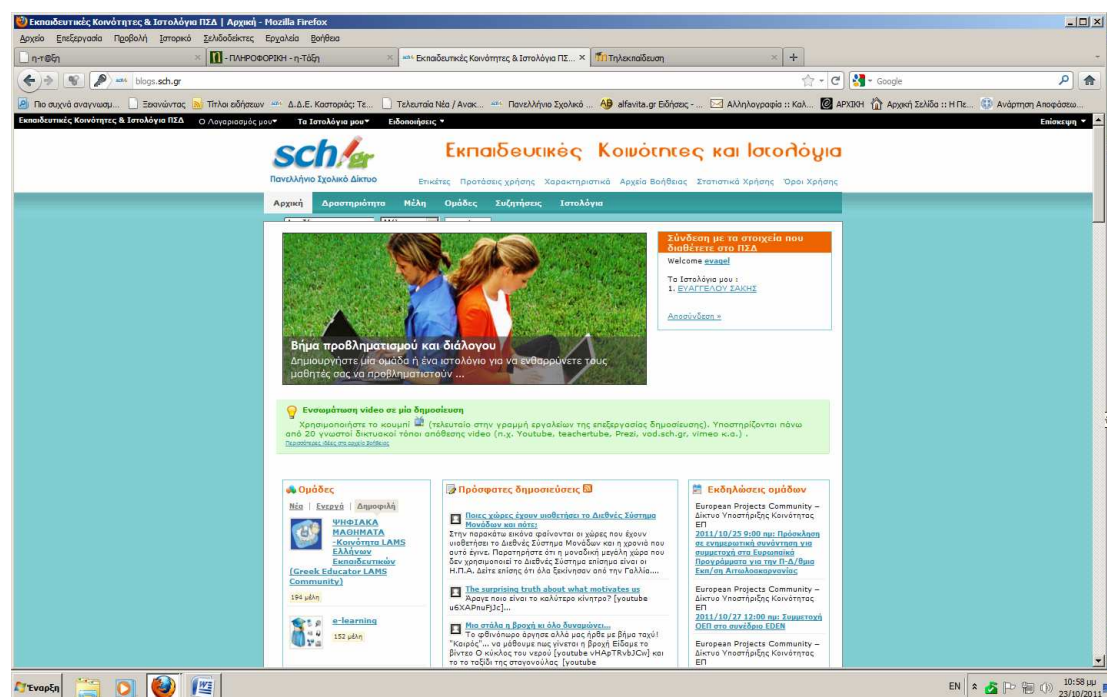 Εκπαιδευτικές Κοινότητες & Ιστολόγια ΠΣΔ | Αρχική - Mozilla Firefox
Αρχείο Επεξεργασία Προβολή Ιστορικό Σελιδοδείκτες Εργαλεία Βοήθεια
η-τ@ξη
- ΠΛΗΡΟΦΟΡΙΚΗ - η-Τάξη
Εκπαιδευτικές Κοινότητες & Ιστολόγια ΠΣ...
Τηλεκπαίδευση
blogs.sch.gr
Google
Πιο συχνά αναγνωσμ... Ξεκινώντας Τίτλοι ειδήσεων Δ.Δ.Ε. Καστοριάς: Τε... Τελευταία Νέα / Ανακ... Πανελλήνιο Σχολικό ... alfavita.gr Ειδήσεις - ... Αλληλογραφία :: Καλ... ΑΡΧΙΚΗ Αρχική Σελίδα :: Η Πε... Ανάρτηση Αποφάσεω...
Εκπαιδευτικές Κοινότητες & Ιστολόγια ΠΣΔ Ο Λογαριασμός μου Τα Ιστολόγια μου Ειδοποιήσεις Επίσκεψη
sch.gr
Πανελλήνιο Σχολικό Δίκτυο
Εκπαιδευτικές Κοινότητες και Ιστολόγια
Επικέτες Προτάσεις χρήσης Χαρακτηριστικά Αρχεία Βοήθειας Στατιστικά Χρήσης Όροι Χρήσης
Αρχική Δραστηριότητα Μέλη Ομάδες Συζητήσεις Ιστολόγια
Βήμα προβληματισμού και διάλογου
Δημιουργήστε μία ομάδα ή ένα ιστολόγιο για να ενθαρρύνετε τους
μαθητές σας να προβληματιστούν ...
Σύνδεση με τα στοιχεία που
διαθέτετε στο ΠΣΔ
Welcome evagel
Τα Ιστολόγια μου :
1. ΕΥΑΓΓΕΛΟΥ ΣΑΚΗΣ
Αποσύνδεση »
Ενσωμάτωση video σε μία δημοσίευση
Χρησιμοποιήστε το κουμπί (τελευταίο στην γραμμή εργαλείων της επεξεργασίας δημοσίευσης). Υποστηρίζονται πάνω
από 20 γνωστοί δικτυακοί τόποι απόθεσης video (π.χ. Youtube, teachertube, Prezi, vod.sch.gr, vimeo κ.α.) .
Περισσότερες ιδέες στα αρχεία βοήθειας
Ομάδες
Νέα | Ενεργά | Δημοφιλή
ΨΗΦΙΑΚΑ
ΜΑΘΗΜΑΤΑ
-Κοινότητα LAMS
Ελλήνων
Εκπαιδευτικών
(Greek Educator LAMS
Community)
194 μέλη
e-learning
152 μέλη
Πρόσφατες δημοσιεύσεις
Ποιες χώρες έχουν υιοθετήσει το Διεθνές Σύστημα
Μονάδων και πότε;
Στην παρακάτω εικόνα φαίνονται οι χώρες που έχουν
υιοθετήσει το Διεθνές Σύστημα Μονάδων και η χρονιά που
αυτό έγινε. Παρατηρήστε ότι η μοναδική μεγάλη χώρα που
δεν χρησιμοποιεί το Διεθνές Σύστημα επίσημα είναι οι
Η.Π.Α. Δείτε επίσης ότι όλα ξεκίνησαν από την Γαλλία....
The surprising truth about what motivates us
Άραγε ποιο είναι το καλύτερο κίνητρο? [youtube
u6XAPnuFjJc]...
Μια στάλα η βροχή κι όλο δυναμώνει...
Το φθινόπωρο άργησε αλλά μας ήρθε με βήμα ταχύ!
"Καιρός"... να μάθουμε πως γίνεται η βροχή Είδαμε το
βίντεο Ο κύκλος του νερού [youtube vHApTRvbJCw] και
το το ταξίδι της σταγονούλας [youtube
Εκδηλώσεις ομάδων
European Projects Community –
Δίκτυο Υποστήριξης Κοινότητας
ΕΠ
2011/10/25 9:00 πμ: Πρόσκληση
σε ενημερωτική συνάντηση για
συμμετοχή στα Ευρωπαϊκά
Προγράμματα για την Π-Δ/θμια
Εκπ/ση Αιτωλοακαρνανίας
European Projects Community –
Δίκτυο Υποστήριξης Κοινότητας
ΕΠ
2011/10/27 12:00 πμ: Συμμετοχή
ΟΕΠ στο συνέδριο EDEN
European Projects Community –
Δίκτυο Υποστήριξης Κοινότητας
ΕΠ
Έναρξη
EN
10:58 μμ
23/10/2011